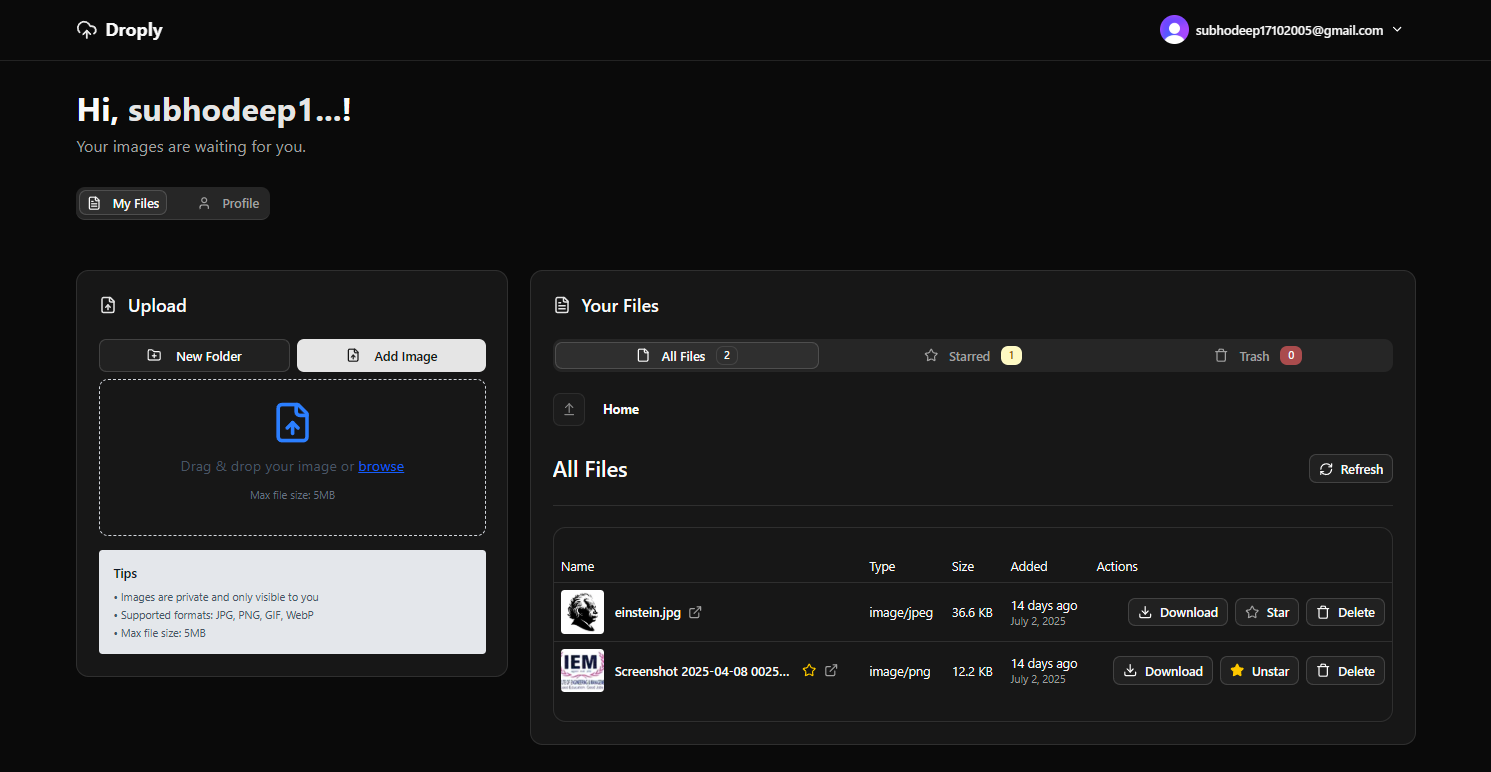 Droply
subhodeep17102005@gmail.com
Hi, subhodeep1...!
Your images are waiting for you.
My Files Profile
Upload
New Folder Add Image
Drag & drop your image or browse
Max file size: 5MB
Tips
• Images are private and only visible to you
• Supported formats: JPG, PNG, GIF, WebP
• Max file size: 5MB
Your Files
All Files 2 Starred 1 Trash 0
Home
All Files
Refresh
Name Type Size Added Actions
einstein.jpg image/jpeg 36.6 KB 14 days ago Download Star Delete
July 2, 2025
IEM
Screenshot 2025-04-08 0025... image/png 12.2 KB 14 days ago Download Unstar Delete
July 2, 2025